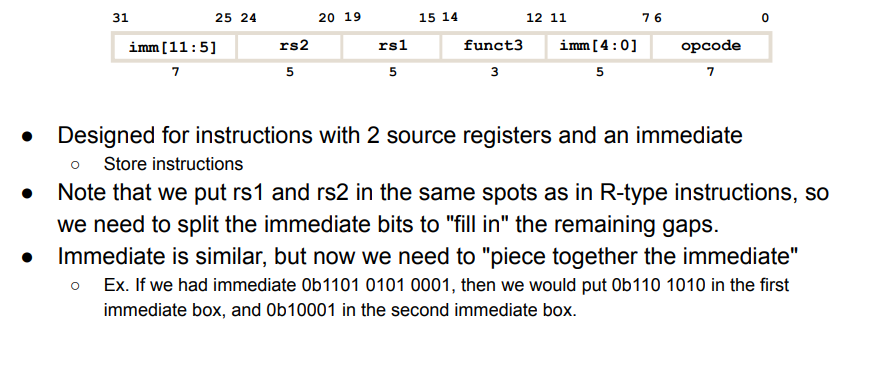 31 25 24 20 19 15 14 12 11 7 6 0
imm[11:5] rs2 rs1 funct3 imm[4:0] opcode
7 5 5 3 5 7
● Designed for instructions with 2 source registers and an immediate
○ Store instructions
● Note that we put rs1 and rs2 in the same spots as in R-type instructions, so
we need to split the immediate bits to "fill in" the remaining gaps.
● Immediate is similar, but now we need to "piece together the immediate"
○ Ex. If we had immediate 0b1101 0101 0001, then we would put 0b110 1010 in the first
immediate box, and 0b10001 in the second immediate box.